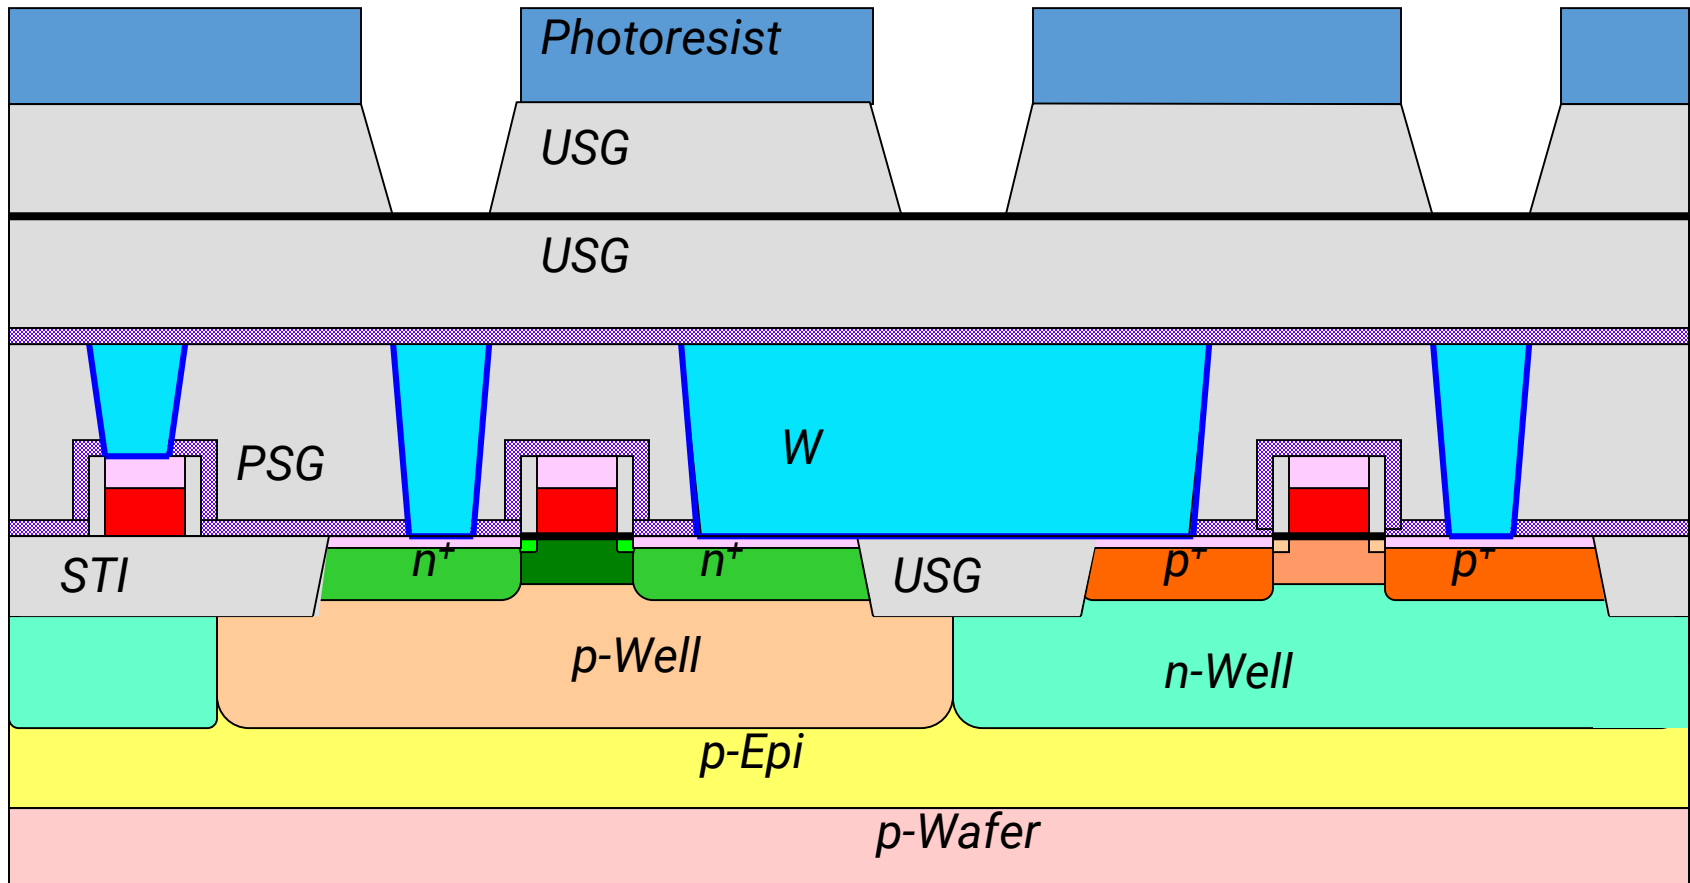 Photoresist
USG
USG
W
PSG
STI
n+
n+
USG
p+
p+
p-Well
n-Well
p-Epi
p-Wafer